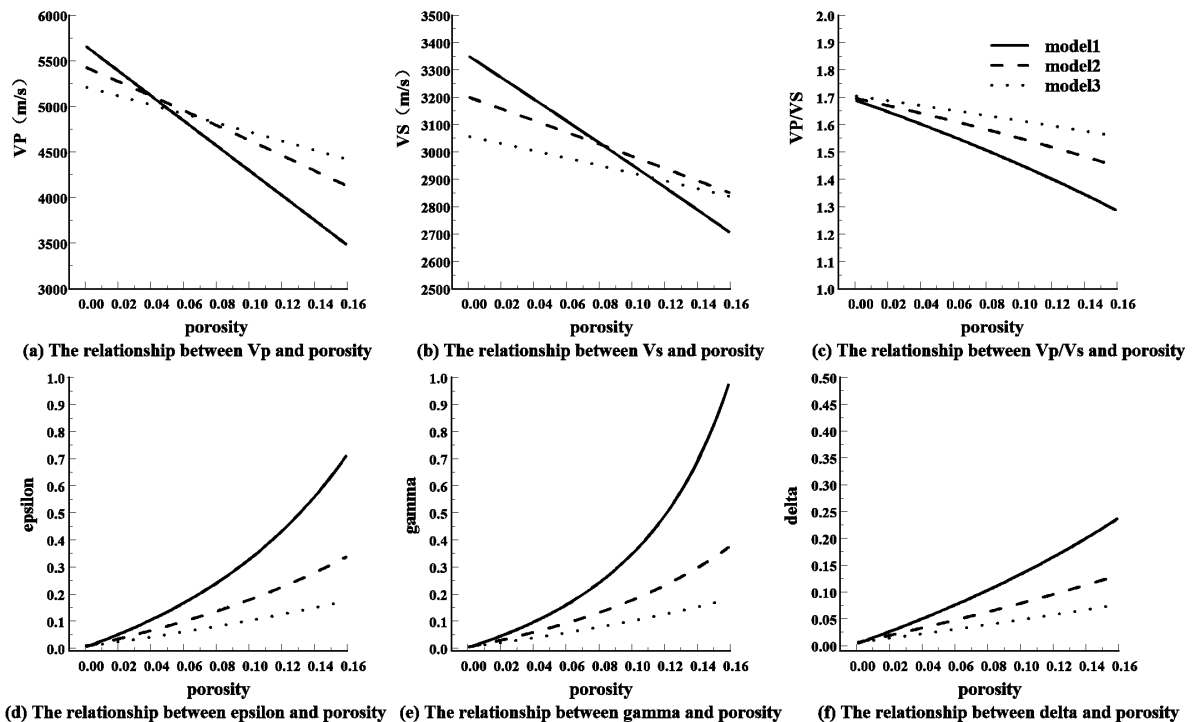 6000
5500
5000
4500
4000
3500
3000
VP（m/s）
0.00 0.02 0.04 0.06 0.08 0.10 0.12 0.14 0.16
porosity
(a) The relationship between Vp and porosity
3500
3400
3300
3200
3100
3000
2900
2800
2700
2600
2500
VS（m/s）
0.00 0.02 0.04 0.06 0.08 0.10 0.12 0.14 0.16
porosity
(b) The relationship between Vs and porosity
2.0
1.9
1.8
1.7
1.6
1.5
1.4
1.3
1.2
1.1
1.0
VP/VS
model1
model2
model3
0.00 0.02 0.04 0.06 0.08 0.10 0.12 0.14 0.16
porosity
(c) The relationship between Vp/Vs and porosity
1.0
0.9
0.8
0.7
0.6
0.5
0.4
0.3
0.2
0.1
0.0
epsilon
0.00 0.02 0.04 0.06 0.08 0.10 0.12 0.14 0.16
porosity
(d) The relationship between epsilon and porosity
1.0
0.9
0.8
0.7
0.6
0.5
0.4
0.3
0.2
0.1
0.0
gamma
0.00 0.02 0.04 0.06 0.08 0.10 0.12 0.14 0.16
porosity
(e) The relationship between gamma and porosity
0.50
0.45
0.40
0.35
0.30
0.25
0.20
0.15
0.10
0.05
0.00
delta
0.00 0.02 0.04 0.06 0.08 0.10 0.12 0.14 0.16
porosity
(f) The relationship between delta and porosity